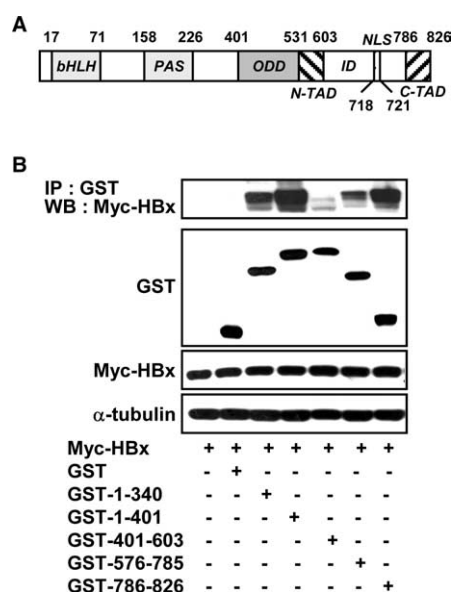 A
17 71 158 226 401 531 603 NLS 786 826
bHLH PAS ODD ID
N-TAD C-TAD
718 721
B
IP : GST
WB : Myc-HBx
GST
Myc-HBx
α-tubulin
Myc-HBx + + + + + + +
GST - + - - - - -
GST-1-340 - - + - - - -
GST-1-401 - - - + - - -
GST-401-603 - - - - + - -
GST-576-785 - - - - - + -
GST-786-826 - - - - - - +